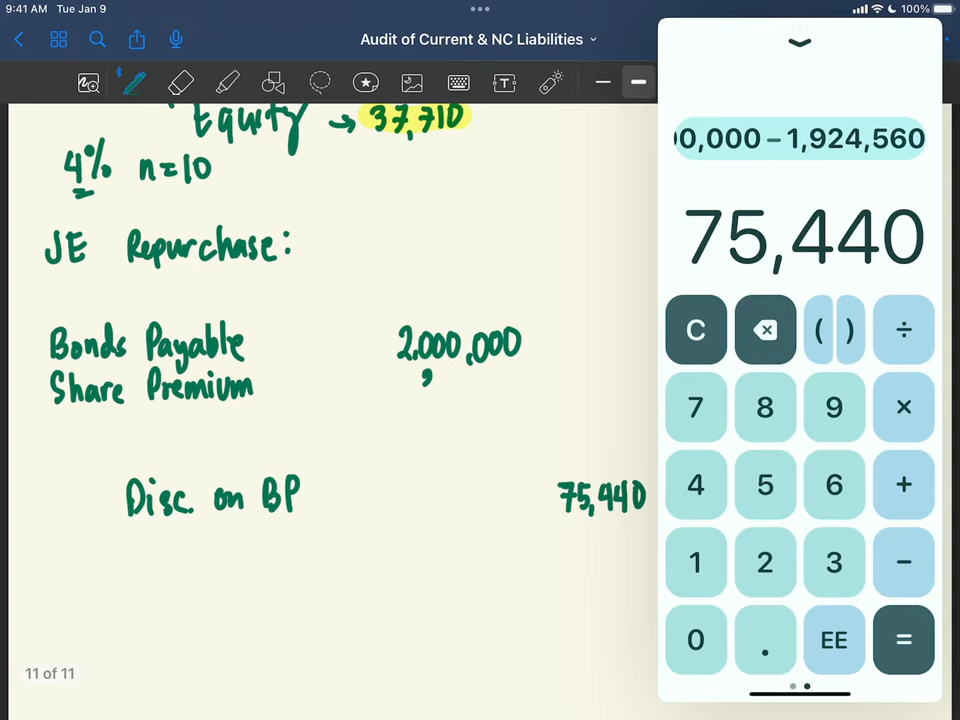 9:41 AM Tue Jan 9
100%
Audit of Current & NC Liabilities
Equity → 37,710
4% n=10
JE Repurchase:
Bonds Payable 2,000,000
Share Premium
Disc. on BP 75,440
11 of 11
00,000 – 1,924,560
75,440
C ( ) ÷
7 8 9 ×
4 5 6 +
1 2 3 −
0 . EE =